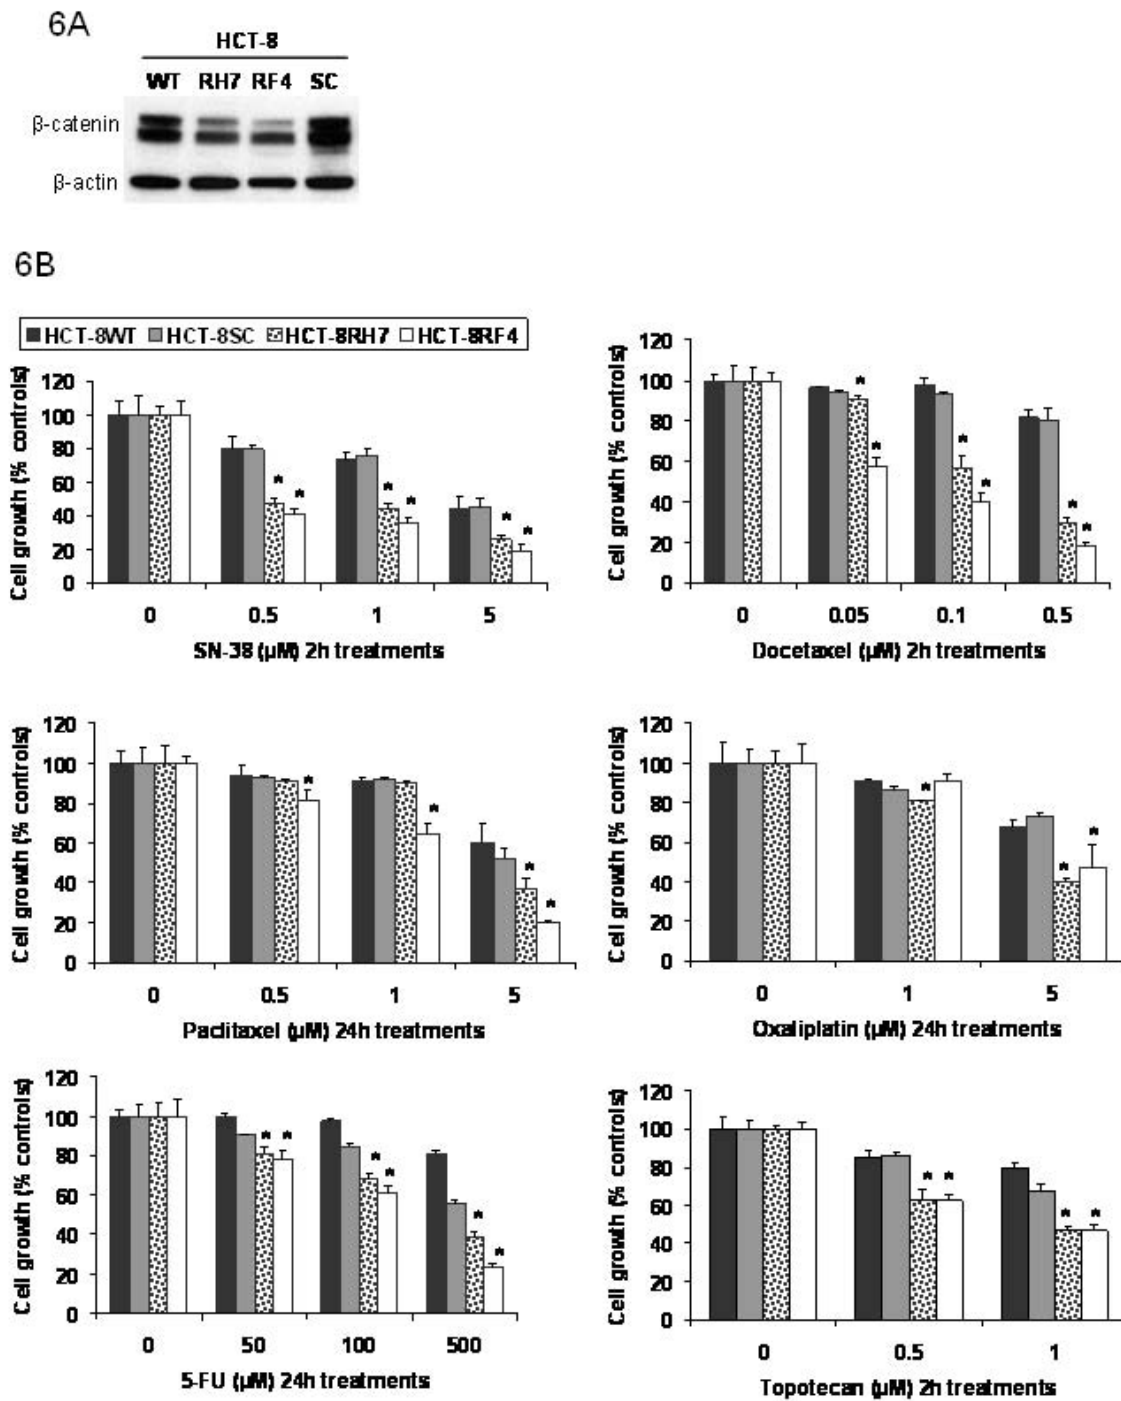 6A
HCT-8
WT RH7 RF4 SC
β-catenin
β-actin
6B
HCT-8WT HCT-8SC HCT-8RH7 HCT-8RF4
Cell growth (% controls)
120
100
80
60
40
20
0
* * * * * *
0 0.5 1 5
SN-38 (µM) 2h treatments
Cell growth (% controls)
120
100
80
60
40
20
0
* * * * * *
0 0.05 0.1 0.5
Docetaxel (µM) 2h treatments
Cell growth (% controls)
120
100
80
60
40
20
0
* * * *
0 0.5 1 5
Paclitaxel (µM) 24h treatments
Cell growth (% controls)
120
100
80
60
40
20
0
* * *
0 1 5
Oxaliplatin (µM) 24h treatments
Cell growth (% controls)
120
100
80
60
40
20
0
* * * * * *
0 50 100 500
5-FU (µM) 24h treatments
Cell growth (% controls)
120
100
80
60
40
20
0
* * * *
0 0.5 1
Topotecan (µM) 2h treatments